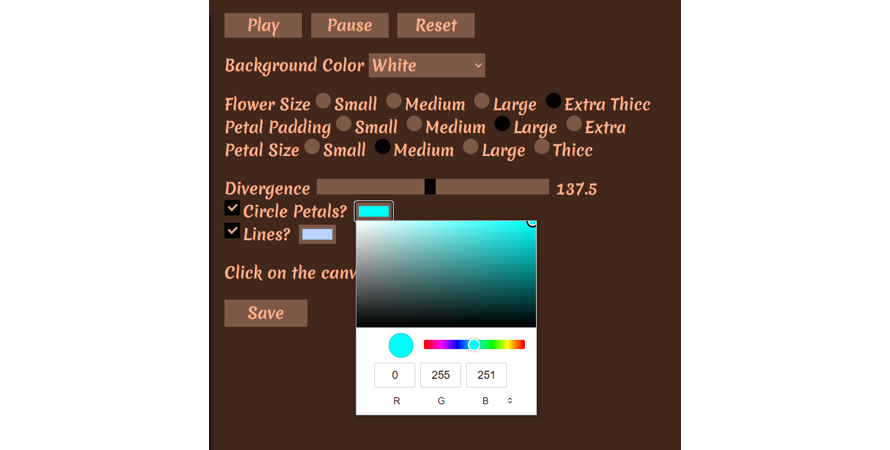 Play Pause Reset
Background Color White
Flower Size Small Medium Large Extra Thicc
Petal Padding Small Medium Large Extra
Petal Size Small Medium Large Thicc
Divergence 137.5
Circle Petals?
Lines?
Click on the canv
Save
0 255 251
R G B